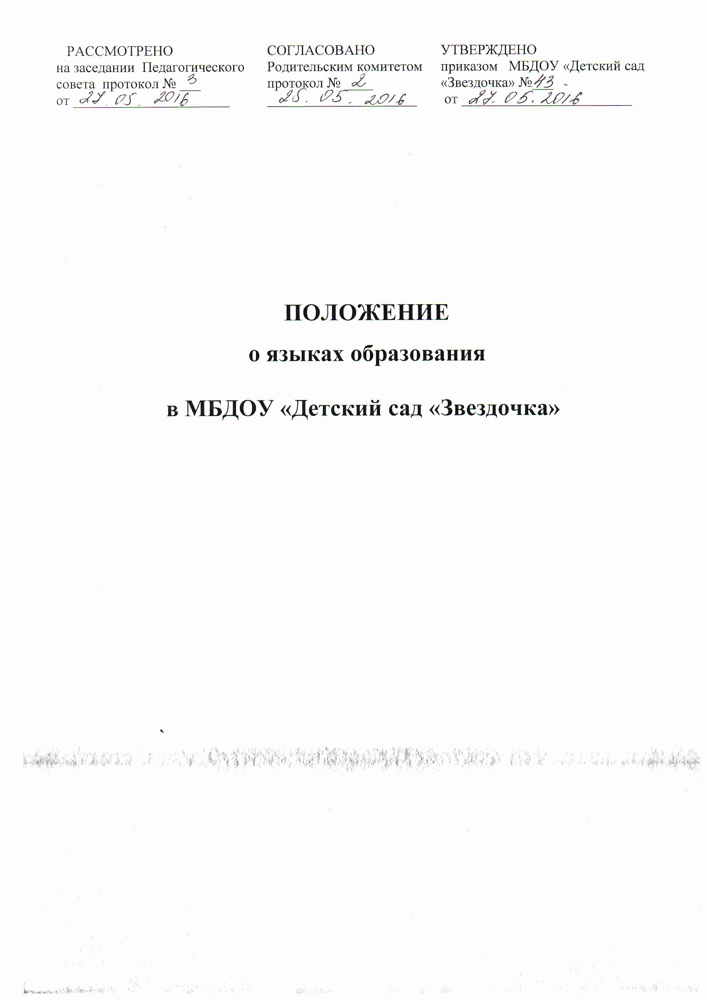 РАССМОТРЕНО
на заседании Педагогического
совета протокол № 3
от 27.05.2016
СОГЛАСОВАНО
Родительским комитетом
протокол № 2
25.05.2016
УТВЕРЖДЕНО
приказом МБДОУ «Детский сад
«Звездочка» №43
от 27.05.2016
ПОЛОЖЕНИЕ
о языках образования
в МБДОУ «Детский сад «Звездочка»